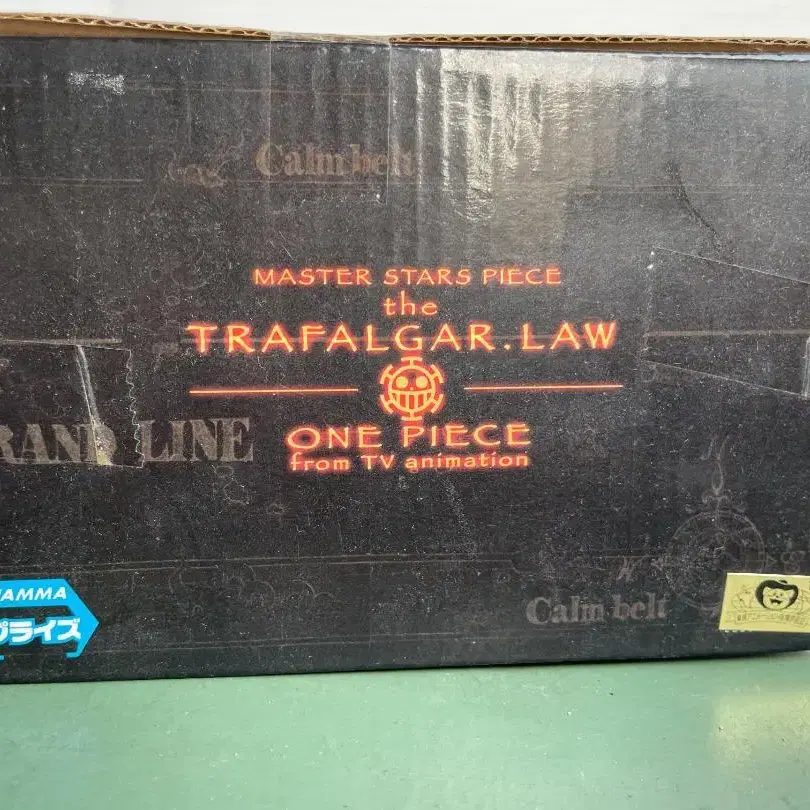 Calm belt
MASTER STARS PIECE
the
TRAFALGAR.LAW
ONE PIECE
from TV animation
RAND LINE
AMMA
プライズ
Calm belt